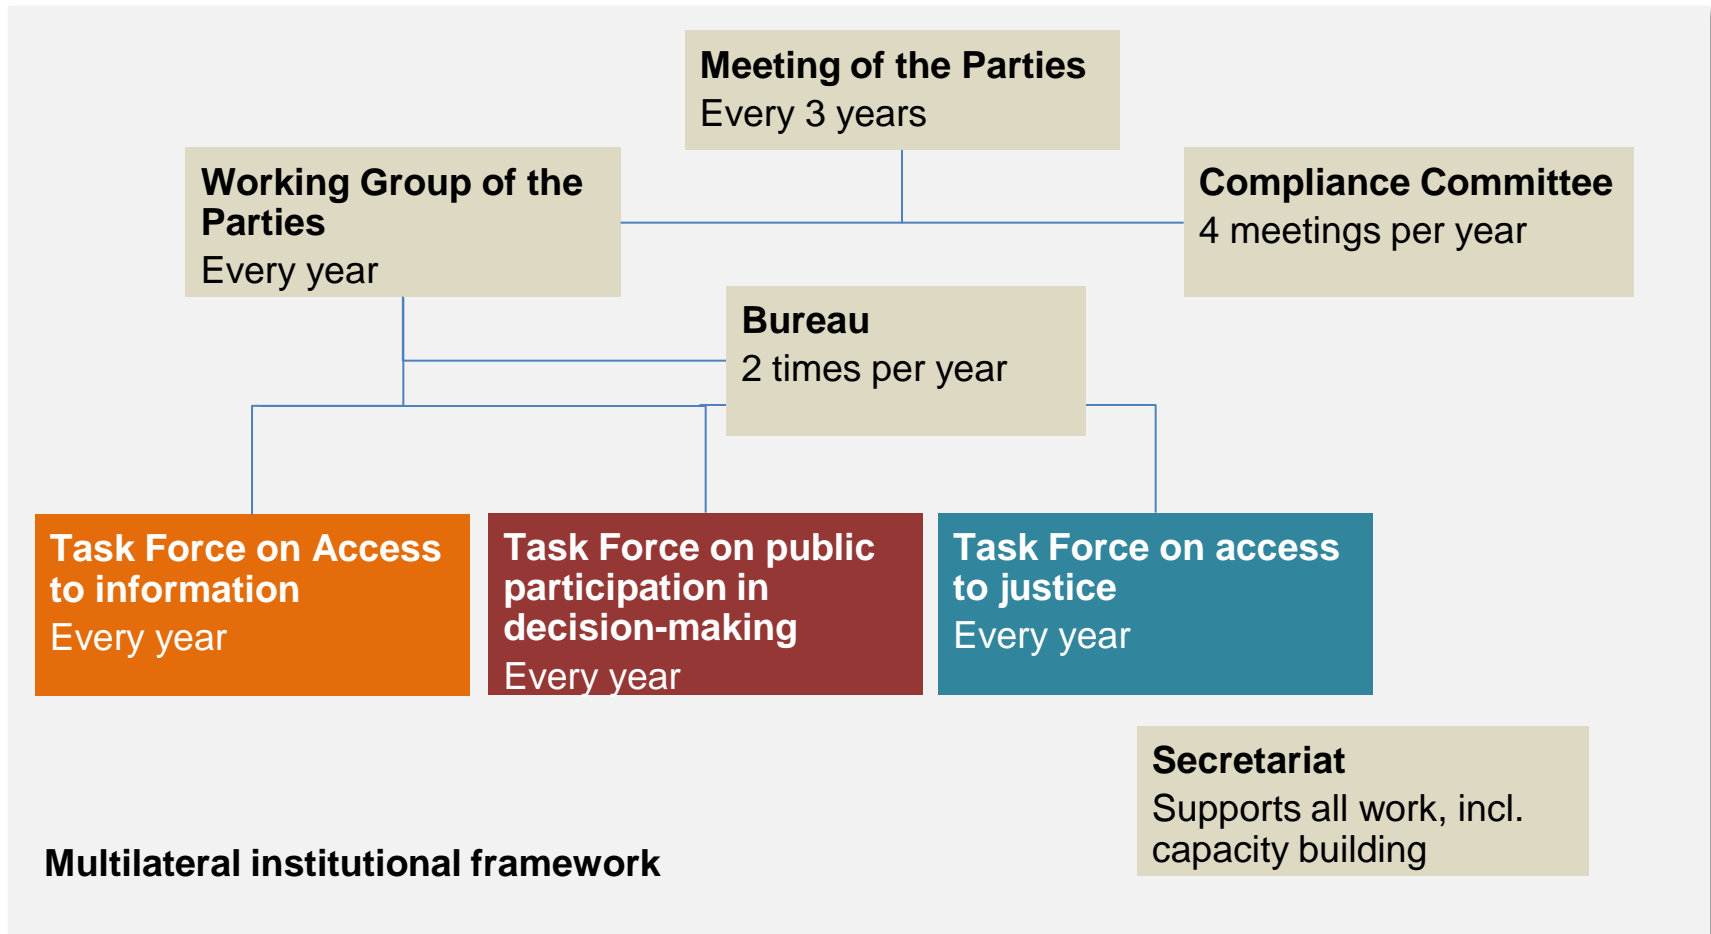 Meeting of the Parties
Every 3 years
Working Group of the
Parties
Every year
Compliance Committee
4 meetings per year
Bureau
2 times per year
Task Force on Access
to information
Every year
Task Force on public
participation in
decision-making
Every year
Task Force on access
to justice
Every year
Secretariat
Supports all work, incl.
capacity building
Multilateral institutional framework